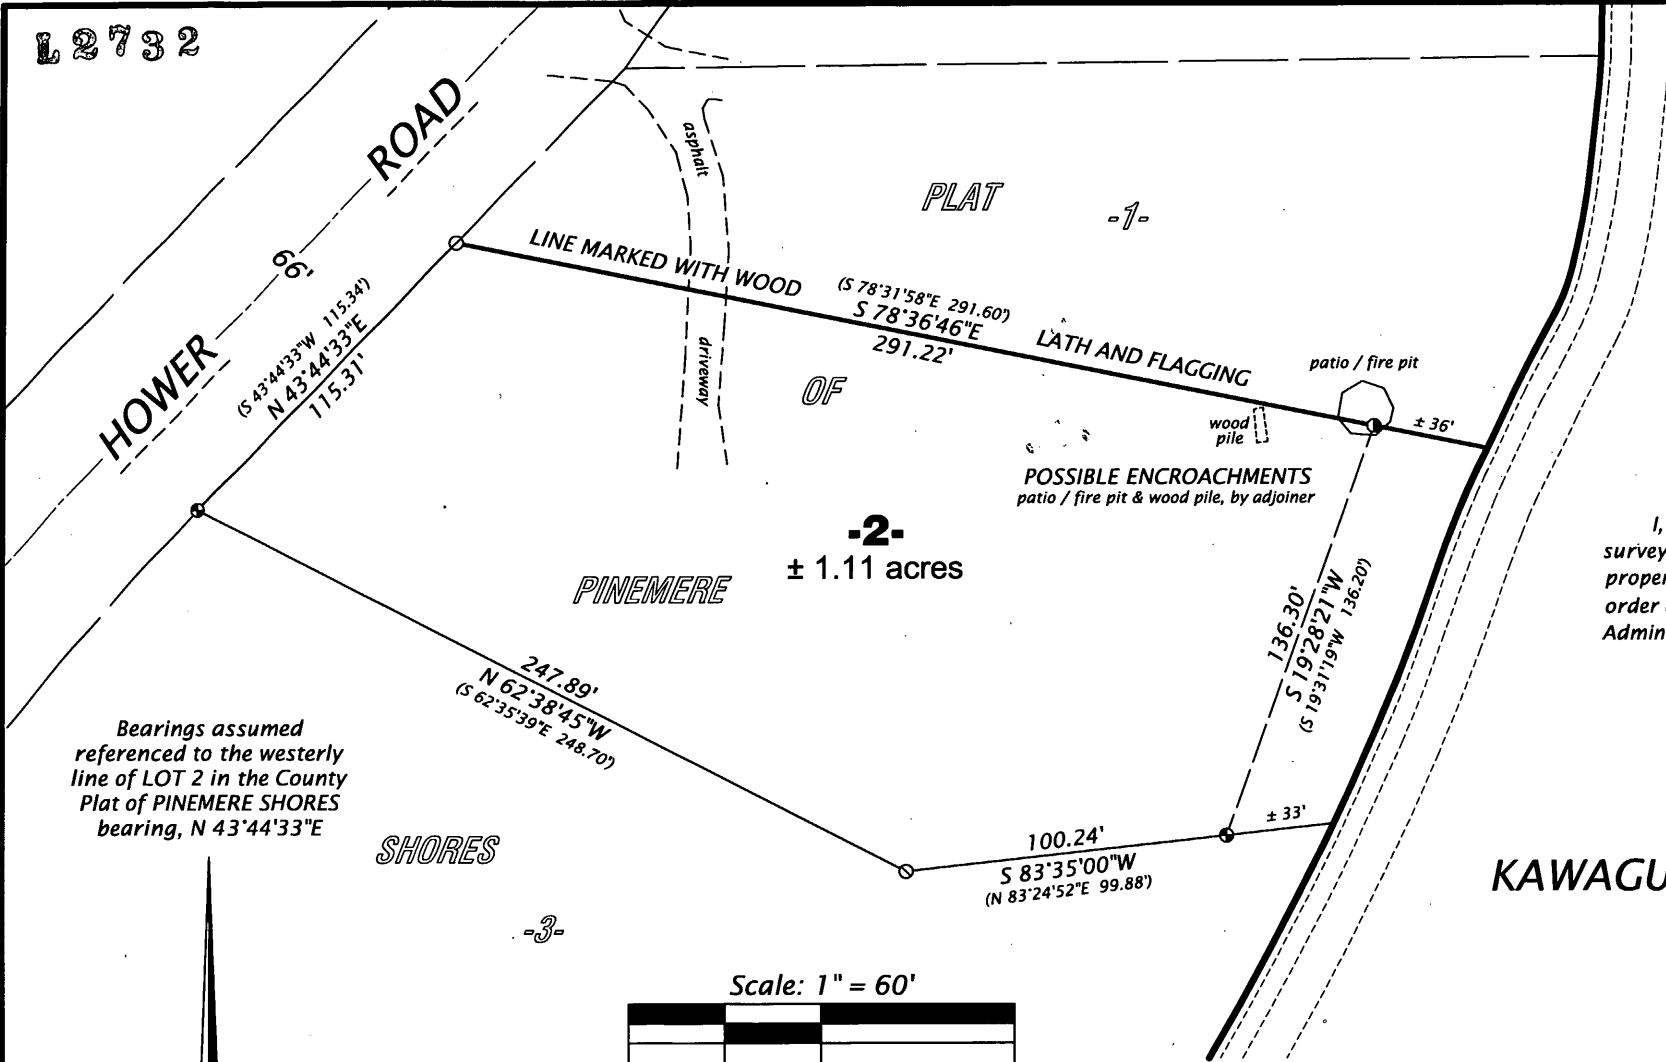 L2732
HOWER ROAD
66'
(S 43°44'33"W 115.34')
N 43°44'33"E
115.31'
asphalt
driveway
PLAT
-1-
LINE MARKED WITH WOOD
LATH AND FLAGGING
(S 78°31'58"E 291.60')
S 78°36'46"E
291.22'
patio / fire pit
± 36'
wood
pile
POSSIBLE ENCROACHMENTS
patio / fire pit & wood pile, by adjoiner
OF
-2-
± 1.11 acres
PINEMERE
136.30'
S 19°28'21"W
(S 19°31'19"W 136.20')
I,
survey
proper
order
Admin
247.89'
N 62°38'45"W
(S 62°35'39"E 248.70')
Bearings assumed
referenced to the westerly
line of LOT 2 in the County
Plat of PINEMERE SHORES
bearing, N 43°44'33"E
SHORES
-3-
± 33'
100.24'
S 83°35'00"W
(N 83°24'52"E 99.88')
KAWAGU
Scale: 1" = 60'